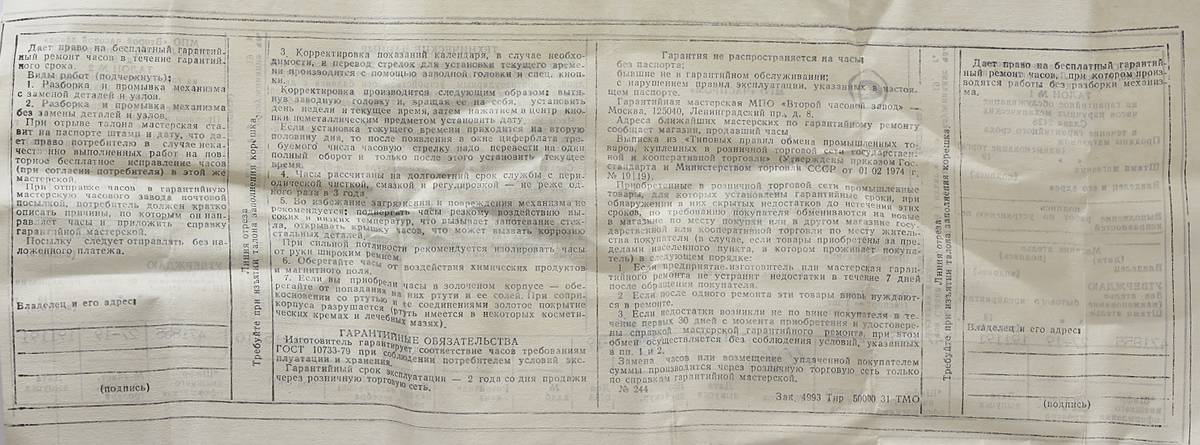 Дает право на бесплатный гарантий-
ный ремонт часов в течение гарантий.
ного срока.
Виды работ (подчеркнуть):
1. Разборка и промывка механизма
с заменой деталей и узлов.
2. Разборка и промывка механизма
без замены деталей и узлов.
При отрыве талона мастерская ста-
вит на паспорте штамп и дату, что да-
ет право потребителю в случае нека-
чественно выполненных работ на пов-
торное бесплатное исправление часов
(при согласии потребителя) в этой же
мастерской.
При отправке часов в гарантийную
мастерскую часового завода почтовой
посылкой, потребитель должен кратко
описать причины, по которым он нап-
равляет часы и приложить справку
гарантийной мастерской.
Посылку следует отправлять без на-
ложенного платежа.
Владелец и его адрес
(подпись)
Линия отреза
Требуйте при изъятии талона заполнения корешка.
3. Корректировка показаний календаря, в случае необхо-
димости, и перевод стрелок для установки текущего време-
ни производятся с помощью заводной головки и спец. кноп-
ки.
Корректировка производится следующим образом: вытя-
нув заводную головку и, вращая ее на себя, установить
день недели и текущее время, затем нажатием на спец. кноп-
ки неметаллическим предметом установить дату.
Если установка текущего времени приходится на вторую
половину дня, то после появления в окне циферблата тре-
буемого числа часовую стрелку надо перевести на один
полный оборот и только после этого установить текущее
время.
4. Часы рассчитаны на долголетний срок службы с пери-
одической чисткой, смазкой и регулировкой — не реже од-
ного раза в 3 года
5. Во избежание загрязнения и повреждения механизма не
рекомендуется: подвергать часы резкому воздействию вы-
соких и низких температур, что вызывает запотевание стек-
ла, открывать крышку часов, что может вызвать коррозию
стальных деталей.
При сильной потливости рекомендуется изолировать часы
от руки широким ремнем.
6. Оберегайте часы от воздействия химических продуктов
и магнитного поля.
7. Если вы приобрели часы в золоченом корпусе — обе-
регайте от попадания на них ртути и ее солей. При сопри-
косновении со ртутью и ее соединениями золотое покрытие
корпуса разрушается (ртуть имеется в некоторых космети-
ческих кремах и лечебных мазях).
ГАРАНТИЙНЫЕ ОБЯЗАТЕЛЬСТВА
Изготовитель гарантирует соответствие часов требованиям
ГОСТ 10733-79 при соблюдении потребителем условий экс-
плуатации и хранения.
Гарантийный срок эксплуатации — 2 года со дня продажи
через розничную торговую сеть.
Гарантия не распространяется на часы:
без паспорта;
бывшие не в гарантийном обслуживании;
с нарушением правил эксплуатации, указанных в настоя-
щем паспорте.
Гарантийная мастерская МПО «Второй часовой завод» —
Москва, 125040, Ленинградский пр., д. 8.
Адреса ближайших мастерских по гарантийному ремонту
сообщает магазин, продавший часы
Выписка из «Типовых правил обмена промышленных то-
варов, купленных в розничной торговой сети государствен-
ной и кооперативной торговли» (Утверждены приказом Гос-
стандарта и Министерством торговли СССР от 01 02 1974 г,
№ 19|19).
Приобретенные в розничной торговой сети промышленные
товары, для которых установлены гарантийные сроки, при
обнаружении в них скрытых недостатков до истечения этих
сроков, по требованию покупателя обмениваются на новые
в магазине по месту покупки или в другом магазине госу-
дарственной или кооперативной торговли по месту житель-
ства покупателя (в случае, если товары приобретены за пре-
делами населенного пункта, в котором проживает покупа-
тель) в следующем порядке:
1 Если предприятие-изготовитель или мастерская гаран-
тийного ремонта не устранит недостатки в течение 7 дней
после обращения покупателя.
2 Если после одного ремонта эти товары вновь нуждают-
ся в ремонте.
3. Если недостатки возникли не по вине покупателя в те-
чение первых 30 дней с момента приобретения и удостовере-
ны справкой мастерской гарантийного ремонта, при этом
обмен осуществляется без соблюдения условий, указанных
в пп. 1 и 2.
Замена часов или возмещение уплаченной покупателем
суммы производится через розничную торговую сеть только
по справкам гарантийной мастерской.
№ 244
Зак. 4993 Тир 50000 31 ТМО
Линия отреза
Требуйте при изъятии талона заполнения корешка.
Дает право на бесплатный гарантий-
ный ремонт часов, при котором произ-
водятся работы без разборки механиз-
ма.
Владелец и его адрес
(подпись)